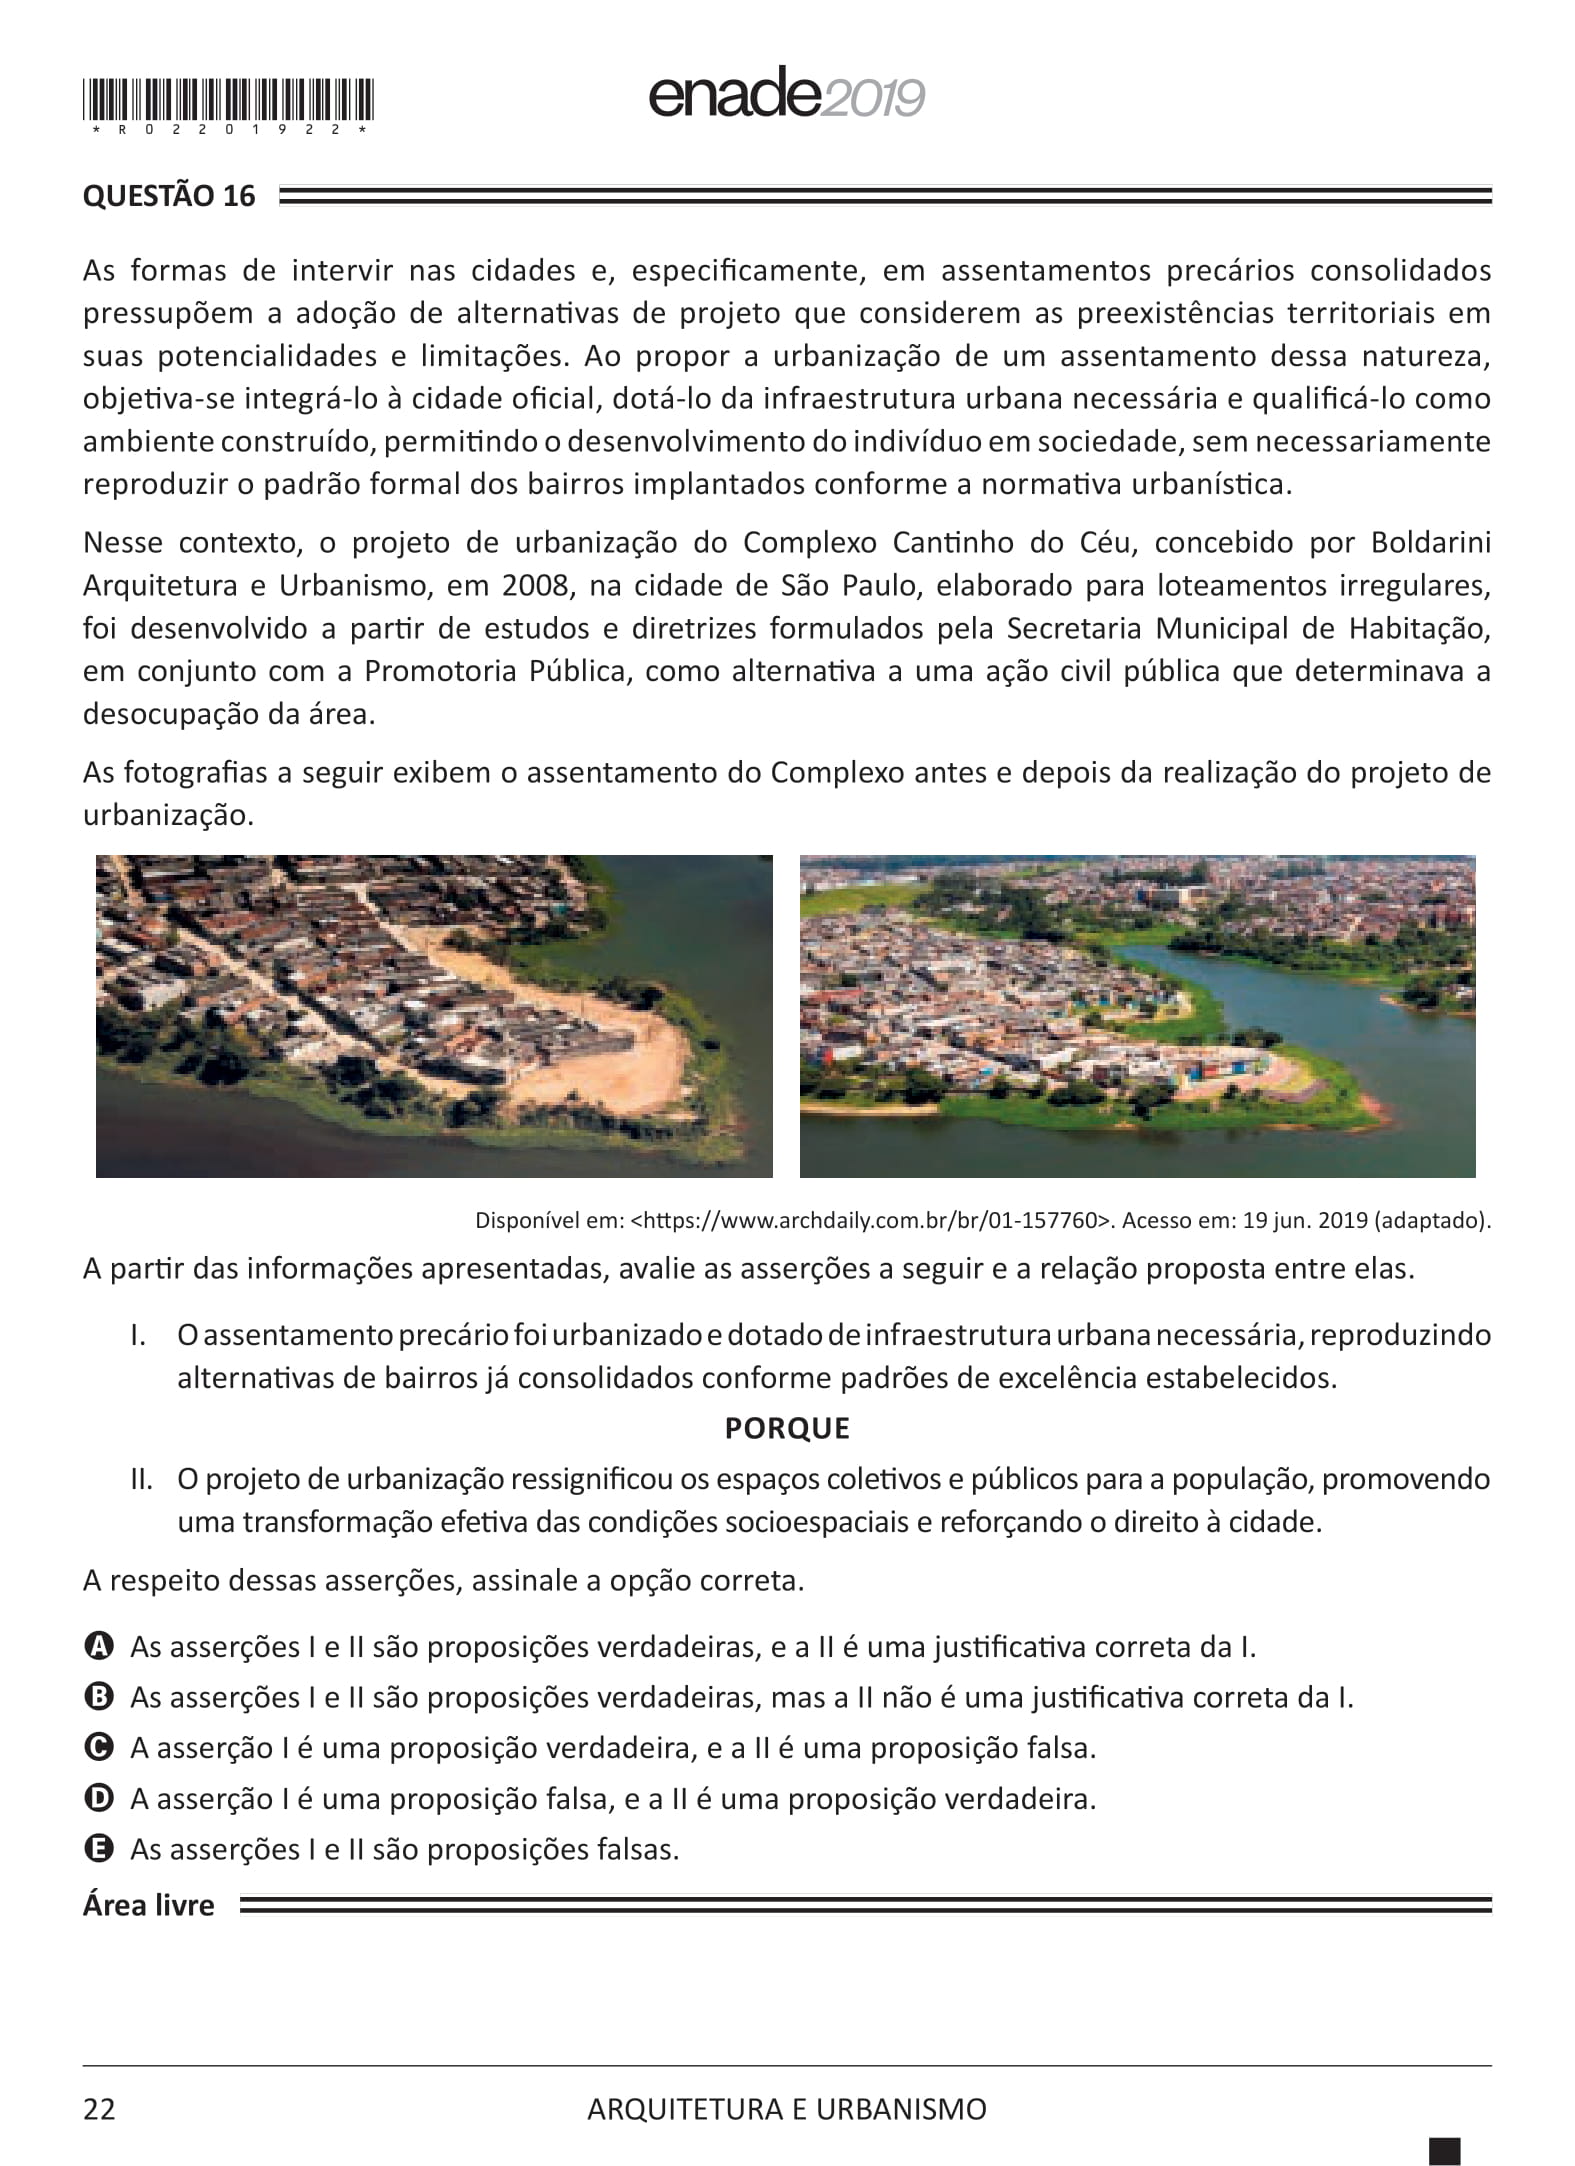 *R02201922*
enade2019
QUESTÃO 16
As formas de intervir nas cidades e, especificamente, em assentamentos precários consolidados
pressupõem a adoção de alternativas de projeto que considerem as preexistências territoriais em
suas potencialidades e limitações. Ao propor a urbanização de um assentamento dessa natureza,
objetiva-se integrá-lo à cidade oficial, dotá-lo da infraestrutura urbana necessária e qualificá-lo como
ambiente construído, permitindo o desenvolvimento do indivíduo em sociedade, sem necessariamente
reproduzir o padrão formal dos bairros implantados conforme a normativa urbanística.
Nesse contexto, o projeto de urbanização do Complexo Cantinho do Céu, concebido por Boldarini
Arquitetura e Urbanismo, em 2008, na cidade de São Paulo, elaborado para loteamentos irregulares,
foi desenvolvido a partir de estudos e diretrizes formulados pela Secretaria Municipal de Habitação,
em conjunto com a Promotoria Pública, como alternativa a uma ação civil pública que determinava a
desocupação da área.
As fotografias a seguir exibem o assentamento do Complexo antes e depois da realização do projeto de
urbanização.
Disponível em: <https://www.archdaily.com.br/br/01-157760>. Acesso em: 19 jun. 2019 (adaptado).
A partir das informações apresentadas, avalie as asserções a seguir e a relação proposta entre elas.
I. O assentamento precário foi urbanizado e dotado de infraestrutura urbana necessária, reproduzindo
alternativas de bairros já consolidados conforme padrões de excelência estabelecidos.
PORQUE
II. O projeto de urbanização ressignificou os espaços coletivos e públicos para a população, promovendo
uma transformação efetiva das condições socioespaciais e reforçando o direito à cidade.
A respeito dessas asserções, assinale a opção correta.
A As asserções I e II são proposições verdadeiras, e a II é uma justificativa correta da I.
B As asserções I e II são proposições verdadeiras, mas a II não é uma justificativa correta da I.
C A asserção I é uma proposição verdadeira, e a II é uma proposição falsa.
D A asserção I é uma proposição falsa, e a II é uma proposição verdadeira.
E As asserções I e II são proposições falsas.
Área livre
22
ARQUITETURA E URBANISMO